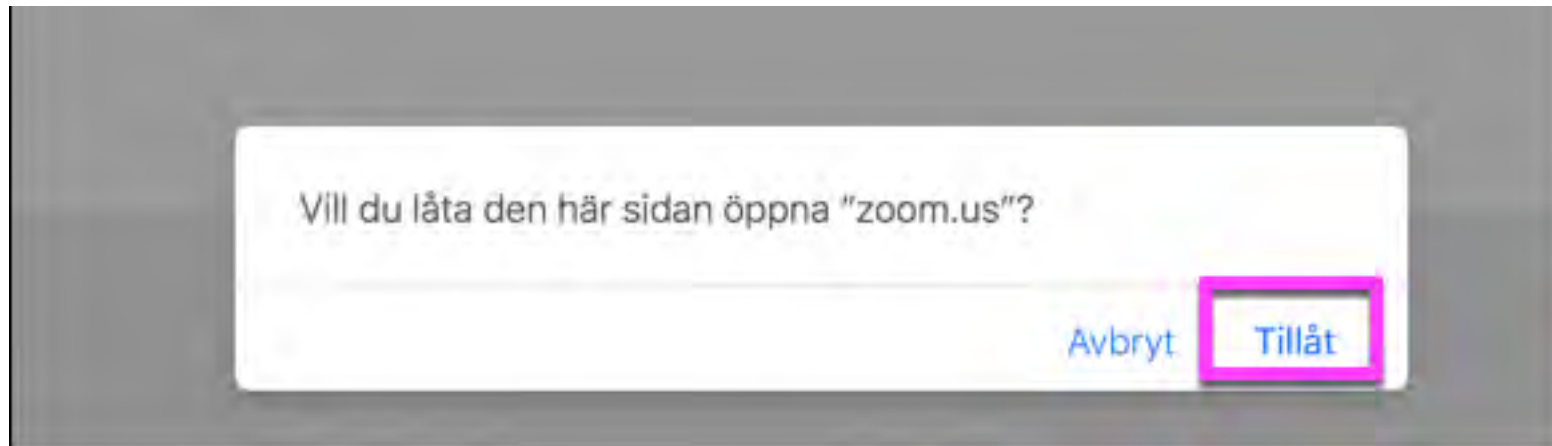 Vill du låta den här sidan öppna ”zoom.us”?
Avbryt Tillåt